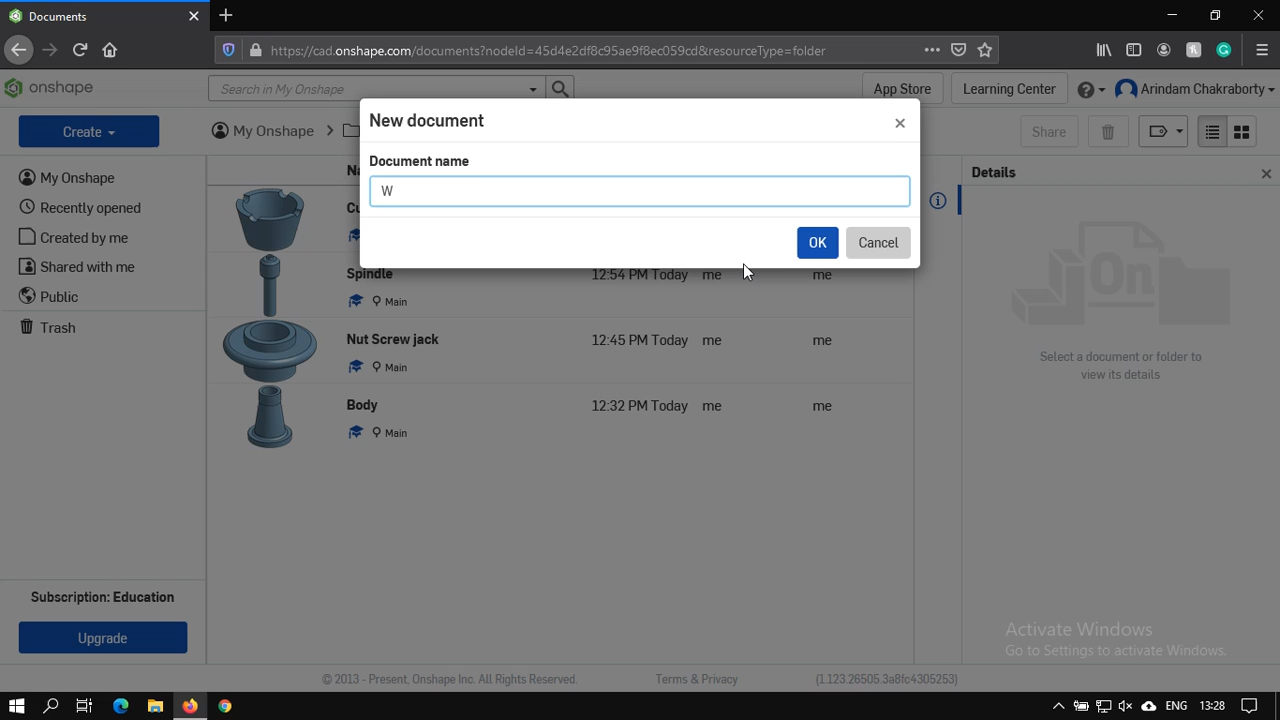 Documents
https://cad.onshape.com/documents?nodeId=45d4e2df8c95ae9f8ec059cd&resourceType=folder
onshape
Search in My Onshape
App Store
Learning Center
Arindam Chakraborty
Create
My Onshape
Share
New document
Document name
W
OK
Cancel
My Onshape
Recently opened
Created by me
Shared with me
Public
Trash
Na
Cu
Spindle
12:54 PM Today
me
me
Main
Nut Screw jack
12:45 PM Today
me
me
Main
Body
12:32 PM Today
me
me
Main
Details
On
Select a document or folder to
view its details
Subscription: Education
Upgrade
Activate Windows
Go to Settings to activate Windows.
© 2013 - Present, Onshape Inc. All Rights Reserved.
Terms & Privacy
(1.123.26505.3a8fc4305253)
ENG
13:28